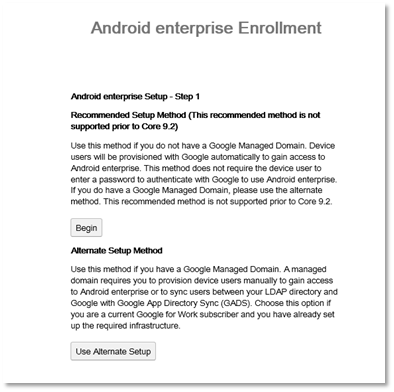 Android enterprise Enrollment
Android enterprise Setup - Step 1
Recommended Setup Method (This recommended method is not
supported prior to Core 9.2)
Use this method if you do not have a Google Managed Domain. Device
users will be provisioned with Google automatically to gain access to
Android enterprise. This method does not require the device user to
enter a password to authenticate with Google to use Android enterprise.
If you do have a Google Managed Domain, please use the alternate
method. This recommended method is not supported prior to Core 9.2.
Begin
Alternate Setup Method
Use this method if you have a Google Managed Domain. A managed
domain requires you to provision device users manually to gain access
to Android enterprise or to sync users between your LDAP directory and
Google with Google App Directory Sync (GADS). Choose this option if
you are a current Google for Work subscriber and you have already set
up the required infrastructure.
Use Alternate Setup